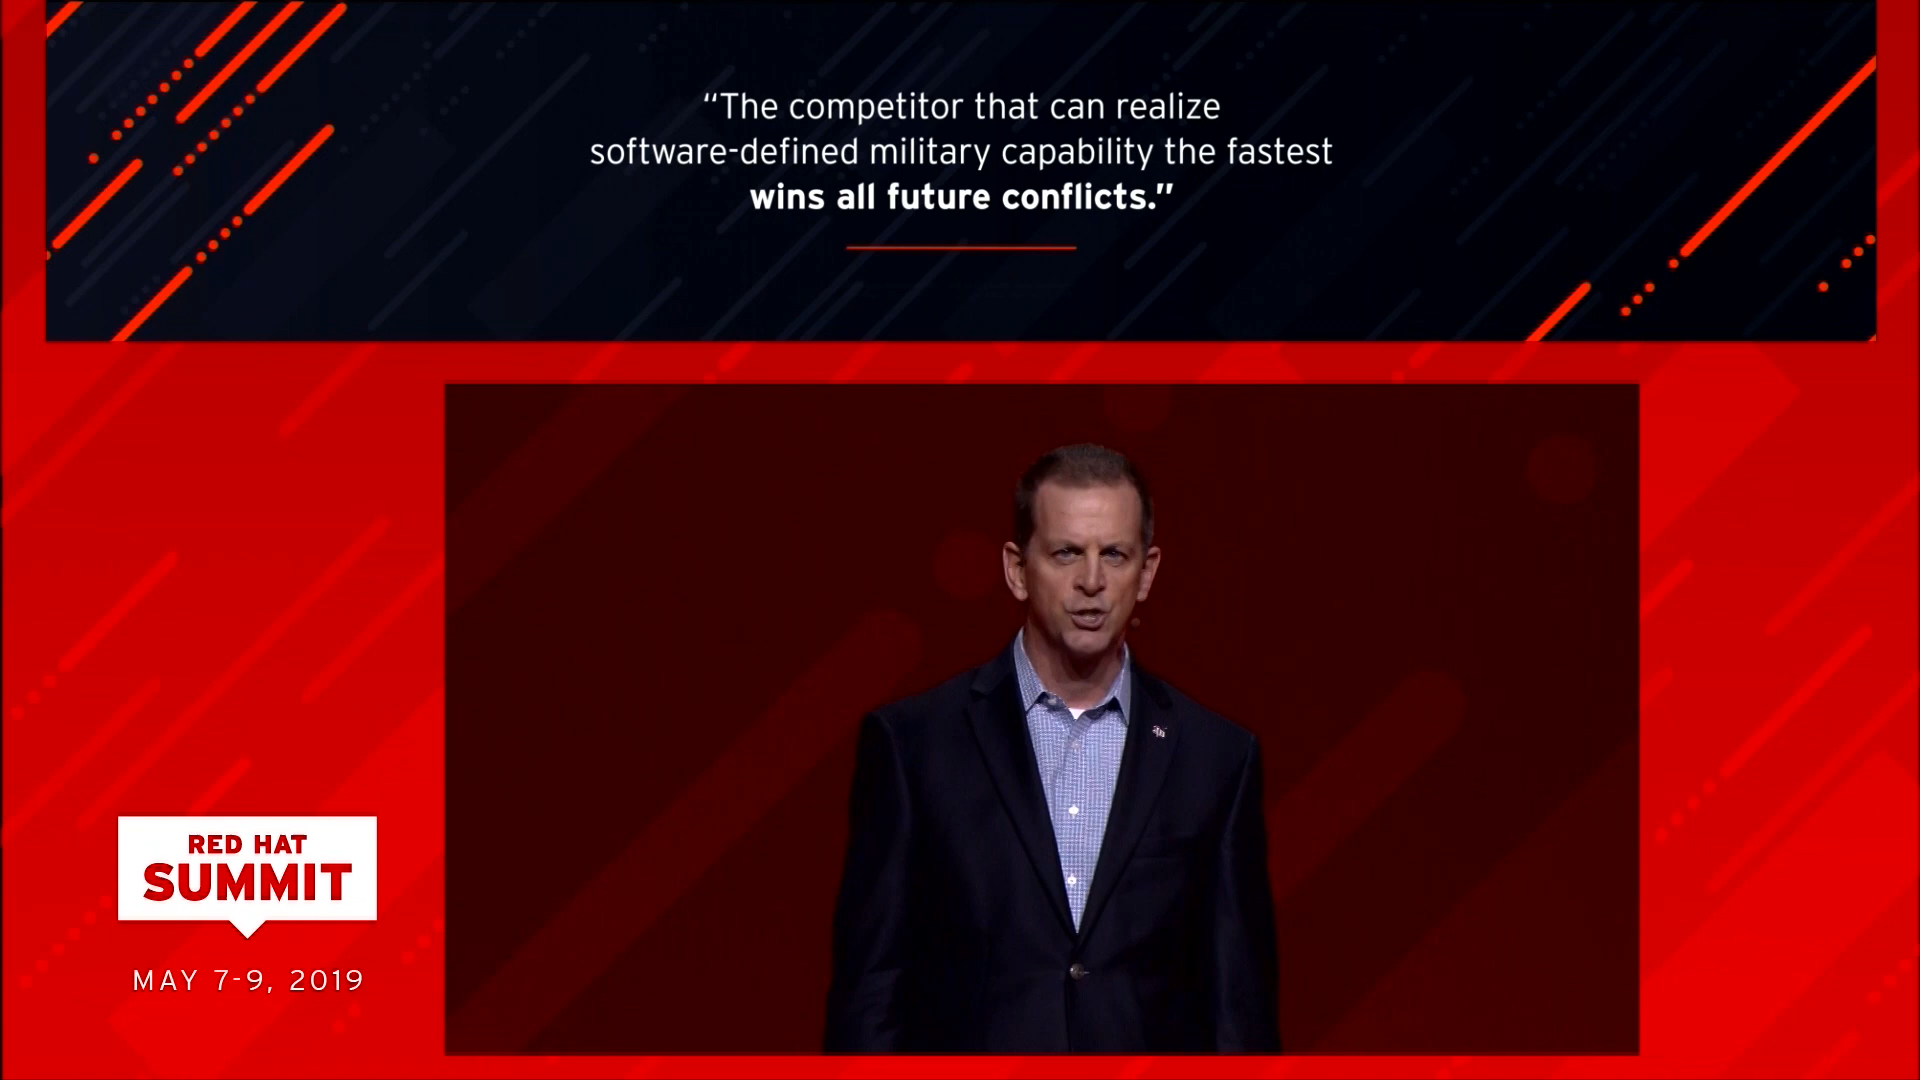 “The competitor that can realize
software-defined military capability the fastest
wins all future conflicts.”
RED HAT
SUMMIT
MAY 7-9, 2019